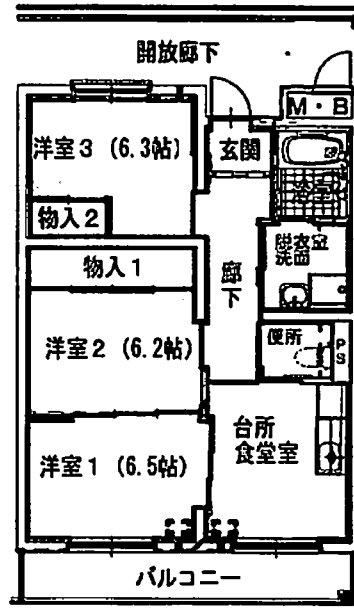 開放廊下
M・B
洋室3 (6.3帖)
玄関
浴室
物入2
脱衣室
洗面
物入1
廊下
便所
PS
洋室2 (6.2帖)
台所
食堂室
洋室1 (6.5帖)
バルコニー